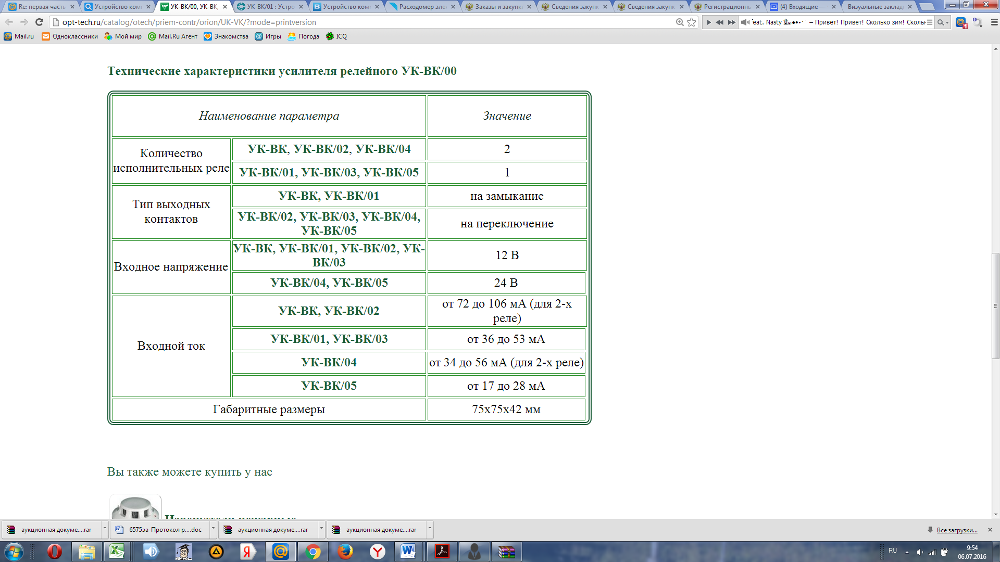 Re: первая часть
Устройство комм
УК-ВК/00, УК-ВК,
УК-ВК/01 : Устро
Устройство комм
Расходомер элек
Заказы и закупки
Сведения закупк
Сведения закупк
Регистрационны
(4) Входящие —
Визуальные заклад
opt-tech.ru/catalog/otech/priem-contr/orion/UK-VK/?mode=printversion
feat. Nasty – Привет! Привет! Сколько зим! Скольк
1
Mail.ru
Одноклассники
Мой мир
Mail.Ru Агент
Знакомства
Игры
Погода
ICQ
Технические характеристики усилителя релейного УК-ВК/00
Наименование параметра
Значение
Количество
исполнительных реле
УК-ВК, УК-ВК/02, УК-ВК/04
2
УК-ВК/01, УК-ВК/03, УК-ВК/05
1
Тип выходных
контактов
УК-ВК, УК-ВК/01
на замыкание
УК-ВК/02, УК-ВК/03, УК-ВК/04,
УК-ВК/05
на переключение
Входное напряжение
УК-ВК, УК-ВК/01, УК-ВК/02, УК-
ВК/03
12 В
УК-ВК/04, УК-ВК/05
24 В
Входной ток
УК-ВК, УК-ВК/02
от 72 до 106 мА (для 2-х
реле)
УК-ВК/01, УК-ВК/03
от 36 до 53 мА
УК-ВК/04
от 34 до 56 мА (для 2-х реле)
УК-ВК/05
от 17 до 28 мА
Габаритные размеры
75х75х42 мм
Вы также можете купить у нас
Извещатели пожарные
аукционная докуме....rar
6575эа-Протокол р....doc
аукционная докуме....rar
аукционная докуме....rar
Все загрузки...
RU
9:54
06.07.2016